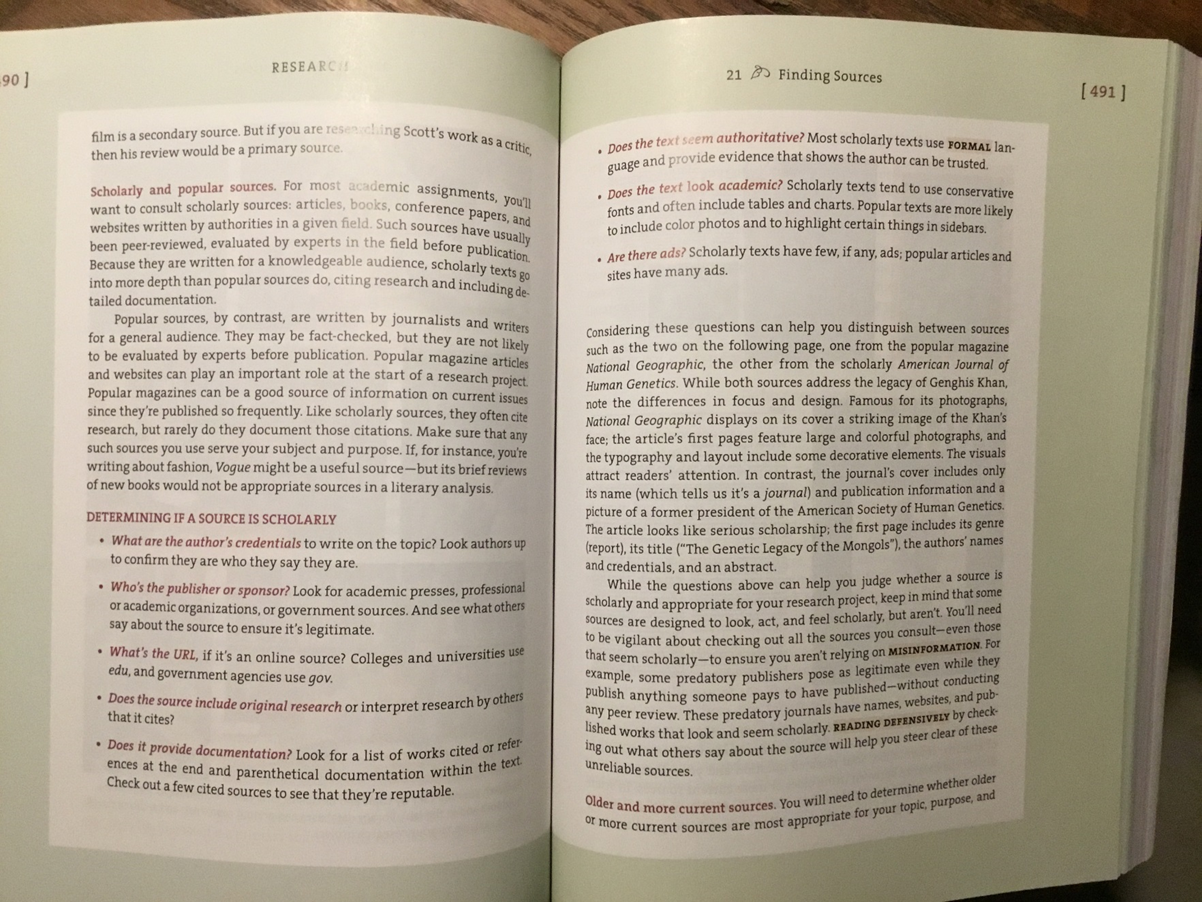 90 ]
RESEARCH
film is a secondary source. But if you are researching Scott's work as a critic,
then his review would be a primary source.
Scholarly and popular sources. For most academic assignments, you'll
want to consult scholarly sources: articles, books, conference papers, and
websites written by authorities in a given field. Such sources have usually
been peer-reviewed, evaluated by experts in the field before publication.
Because they are written for a knowledgeable audience, scholarly texts go
into more depth than popular sources do, citing research and including de-
tailed documentation.
Popular sources, by contrast, are written by journalists and writers
for a general audience. They may be fact-checked, but they are not likely
to be evaluated by experts before publication. Popular magazine articles
and websites can play an important role at the start of a research project.
Popular magazines can be a good source of information on current issues
since they're published so frequently. Like scholarly sources, they often cite
research, but rarely do they document those citations. Make sure that any
such sources you use serve your subject and purpose. If, for instance, you're
writing about fashion, Vogue might be a useful source—but its brief reviews
of new books would not be appropriate sources in a literary analysis.
DETERMINING IF A SOURCE IS SCHOLARLY
• What are the author's credentials to write on the topic? Look authors up
to confirm they are who they say they are.
• Who's the publisher or sponsor? Look for academic presses, professional
or academic organizations, or government sources. And see what others
say about the source to ensure it's legitimate.
• What's the URL, if it's an online source? Colleges and universities use
edu, and government agencies use gov.
• Does the source include original research or interpret research by others
that it cites?
• Does it provide documentation? Look for a list of works cited or refer-
ences at the end and parenthetical documentation within the text.
Check out a few cited sources to see that they're reputable.
21 Finding Sources
[ 491 ]
• Does the text seem authoritative? Most scholarly texts use FORMAL lan-
guage and provide evidence that shows the author can be trusted.
• Does the text look academic? Scholarly texts tend to use conservative
fonts and often include tables and charts. Popular texts are more likely
to include color photos and to highlight certain things in sidebars.
• Are there ads? Scholarly texts have few, if any, ads; popular articles and
sites have many ads.
Considering these questions can help you distinguish between sources
such as the two on the following page, one from the popular magazine
National Geographic, the other from the scholarly American Journal of
Human Genetics. While both sources address the legacy of Genghis Khan,
note the differences in focus and design. Famous for its photographs,
National Geographic displays on its cover a striking image of the Khan's
face; the article's first pages feature large and colorful photographs, and
the typography and layout include some decorative elements. The visuals
attract readers' attention. In contrast, the journal's cover includes only
its name (which tells us it's a journal) and publication information and a
picture of a former president of the American Society of Human Genetics.
The article looks like serious scholarship; the first page includes its genre
(report), its title ("The Genetic Legacy of the Mongols"), the authors' names
and credentials, and an abstract.
While the questions above can help you judge whether a source is
scholarly and appropriate for your research project, keep in mind that some
sources are designed to look, act, and feel scholarly, but aren't. You'll need
to be vigilant about checking out all the sources you consult—even those
that seem scholarly—to ensure you aren't relying on MISINFORMATION. For
example, some predatory publishers pose as legitimate even while they
publish anything someone pays to have published—without conducting
any peer review. These predatory journals have names, websites, and pub-
lished works that look and seem scholarly. READING DEFENSIVELY by check-
ing out what others say about the source will help you steer clear of these
unreliable sources.
Older and more current sources. You will need to determine whether older
or more current sources are most appropriate for your topic, purpose, and